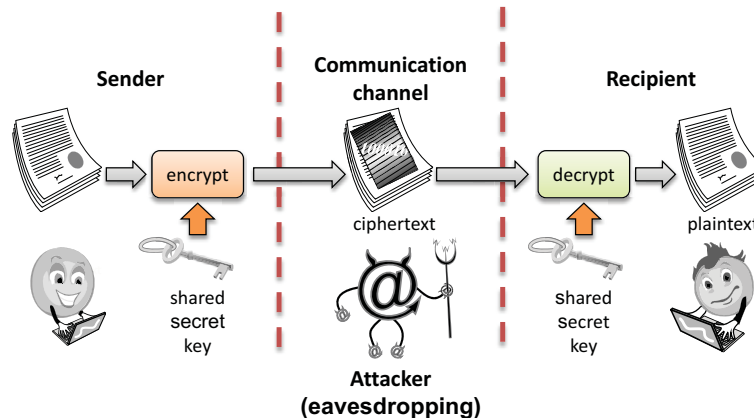 Sender
Communication
channel
Recipient
encrypt
decrypt
ciphertext
plaintext
shared
secret
key
@
shared
secret
key
Attacker
(eavesdropping)